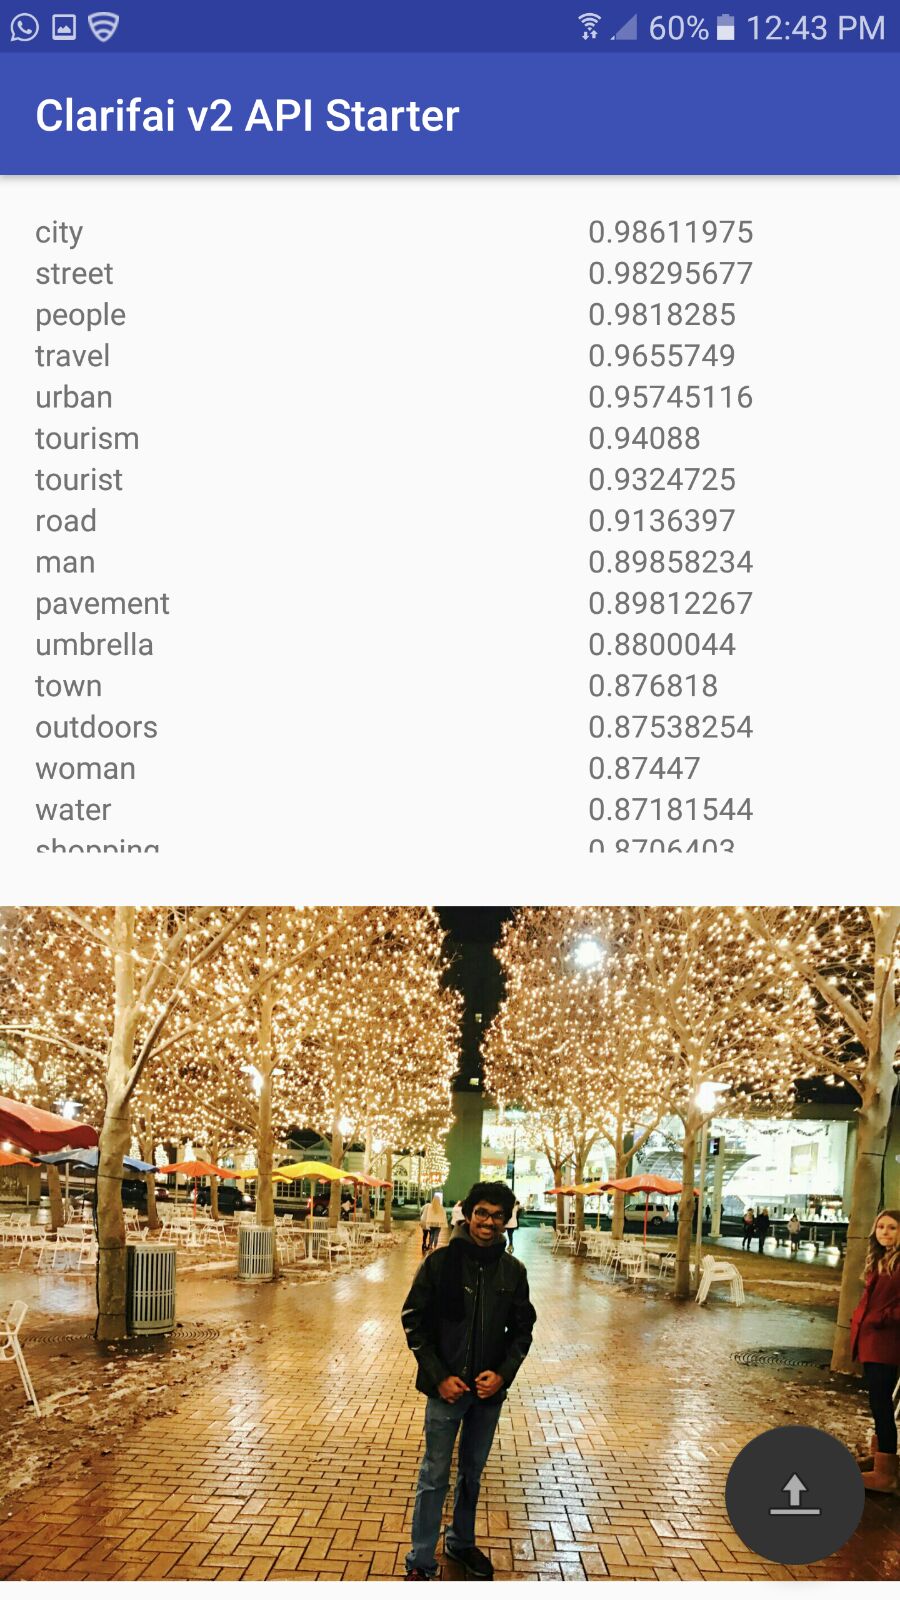 60% 12:43 PM
Clarifai v2 API Starter
city 0.98611975
street 0.98295677
people 0.9818285
travel 0.9655749
urban 0.95745116
tourism 0.94088
tourist 0.9324725
road 0.9136397
man 0.89858234
pavement 0.89812267
umbrella 0.8800044
town 0.876818
outdoors 0.87538254
woman 0.87447
water 0.87181544
shopping 0.8706403